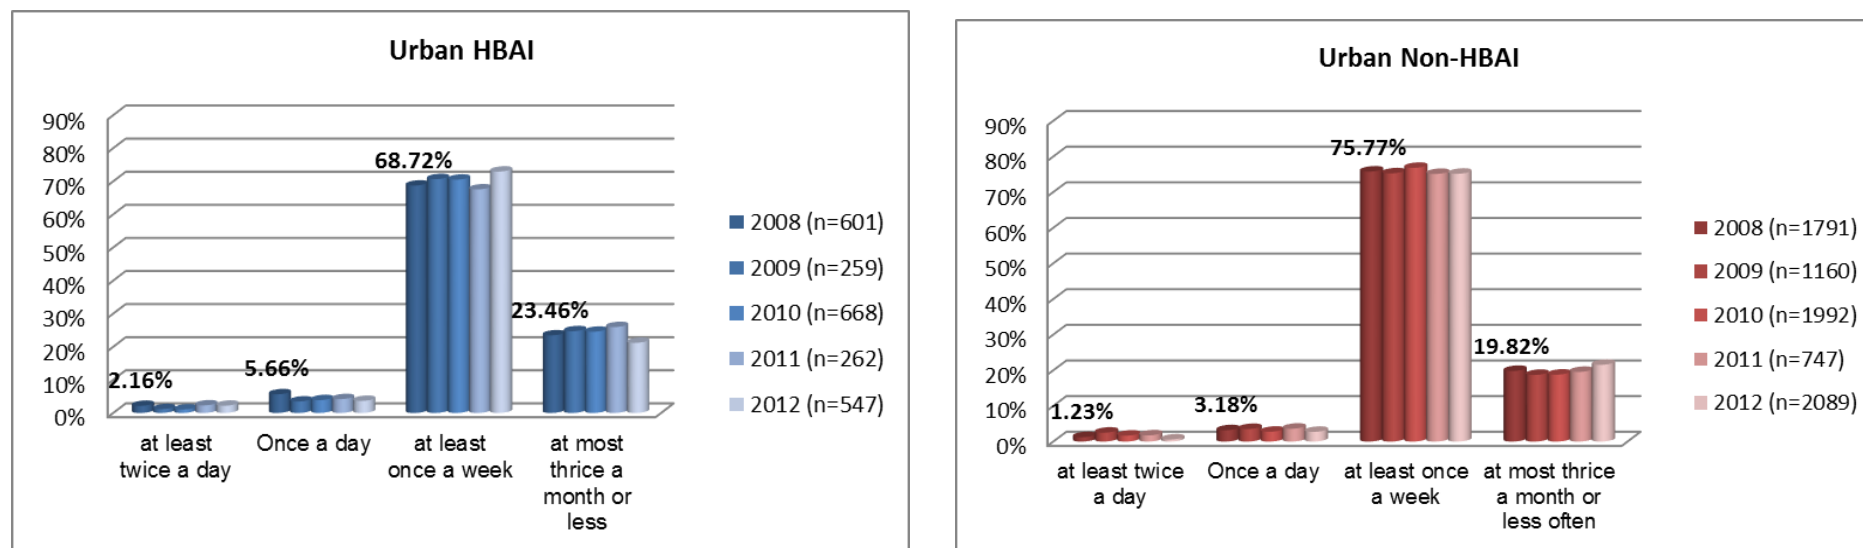 Urban HBAI
90%
80%
70%
60%
50%
40%
30%
20%
10%
0%
2.16%
5.66%
68.72%
23.46%
at least
twice a day
Once a day
at least
once a week
at most
thrice a
month or
less
2008 (n=601)
2009 (n=259)
2010 (n=668)
2011 (n=262)
2012 (n=547)
Urban Non-HBAI
90%
80%
70%
60%
50%
40%
30%
20%
10%
0%
1.23%
3.18%
75.77%
19.82%
at least twice
a day
Once a day
at least once
a week
at most thrice
a month or
less often
2008 (n=1791)
2009 (n=1160)
2010 (n=1992)
2011 (n=747)
2012 (n=2089)